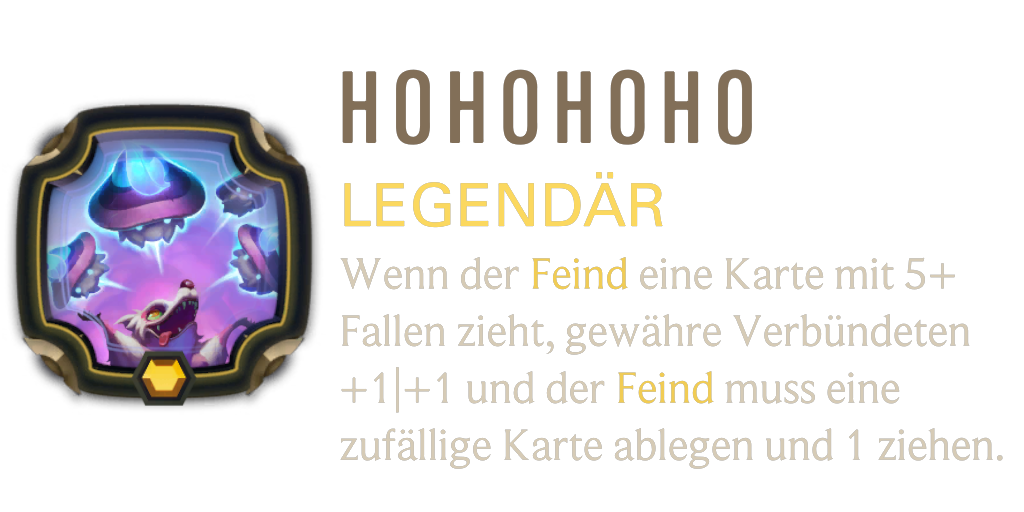 HOHOHOHO
LEGENDÄR
Wenn der Feind eine Karte mit 5+
Fallen zieht, gewähre Verbündeten
+1|+1 und der Feind muss eine
zufällige Karte ablegen und 1 ziehen.